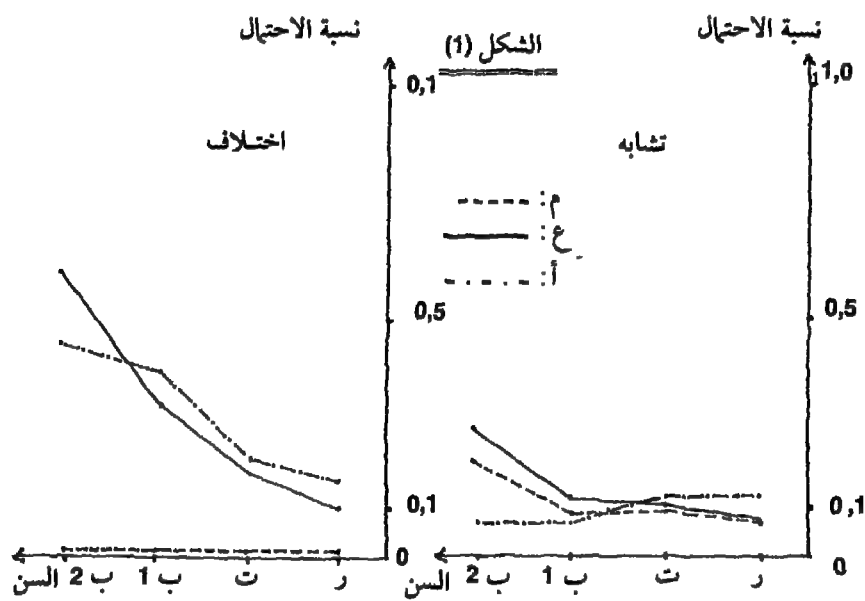 نسبة الاحتمال
الشكل (1)
نسبة الاحتمال
1,0
0,1
تشابه
اختلاف
م:
ع:
أ:
0,5
0,5
0,1
0,1
0
0
ر ت ب 1 ب 2 السن
ر ت ب 1 ب 2 السن